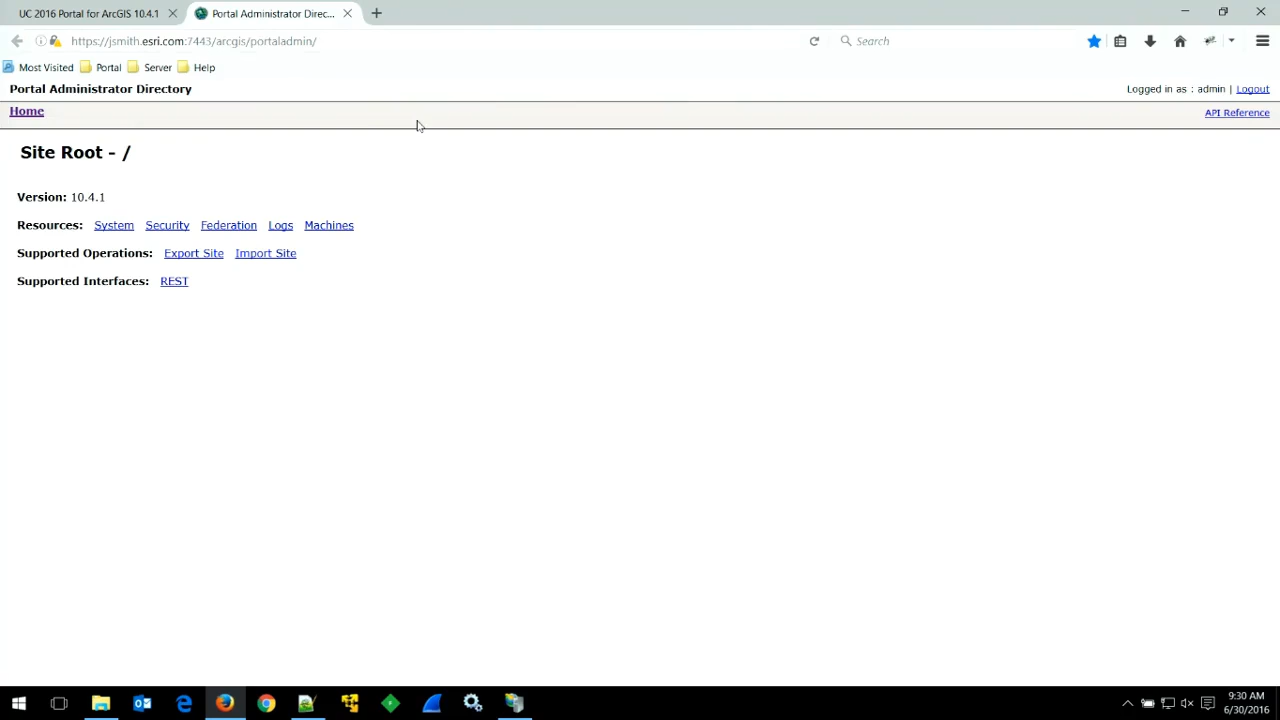 UC 2016 Portal for ArcGIS 10.4.1
Portal Administrator Direc...
https://jsmith.esri.com:7443/arcgis/portaladmin/
Search
Most Visited Portal Server Help
Portal Administrator Directory
Logged in as : admin | Logout
Home
API Reference
Site Root - /
Version: 10.4.1
Resources: System Security Federation Logs Machines
Supported Operations: Export Site Import Site
Supported Interfaces: REST
9:30 AM
6/30/2016